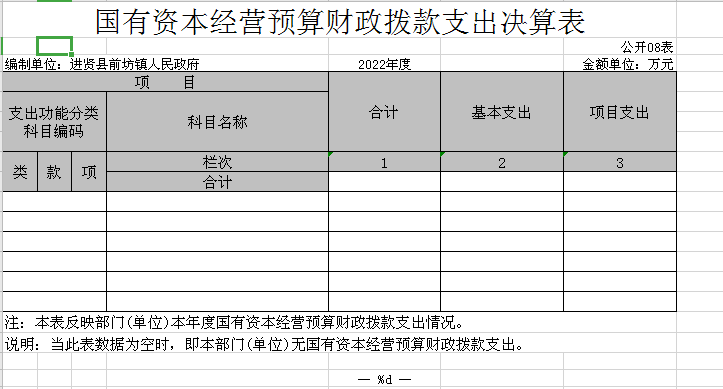 国有资本经营预算财政拨款支出决算表
公开08表
编制单位：进贤县前坊镇人民政府 2022年度 金额单位：万元
项 目 合计 基本支出 项目支出
支出功能分类科目编码 科目名称
类 款 项 栏次 1 2 3
合计
注：本表反映部门(单位)本年度国有资本经营预算财政拨款支出情况。
说明：当此表数据为空时，即本部门(单位)无国有资本经营预算财政拨款支出。
— %d —